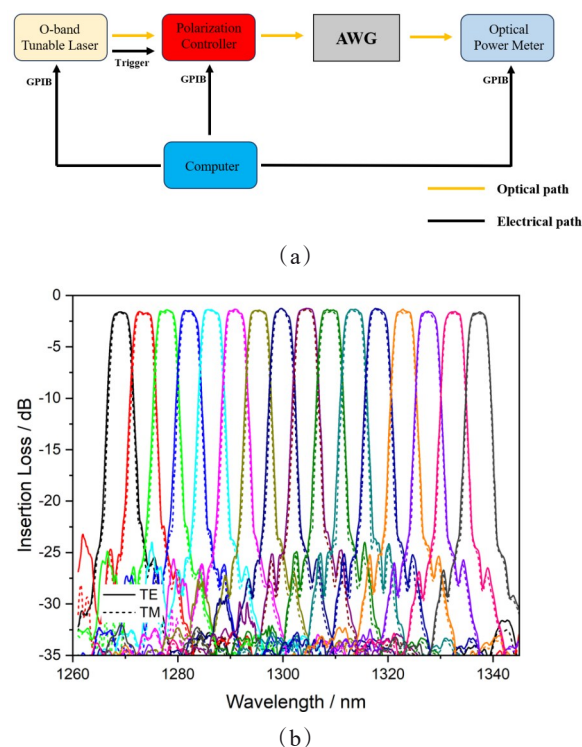 O-band
Tunable Laser
Trigger
Polarization
Controller
AWG
Optical
Power Meter
GPIB
GPIB
GPIB
Computer
Optical path
Electrical path
(a)
0
-5
-10
-15
-20
-25
-30
-35
Insertion Loss / dB
TE
TM
1260 1280 1300 1320 1340
Wavelength / nm
(b)